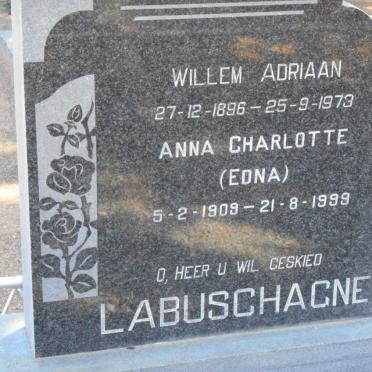 WILLEM ADRIAAN
27-12-1896-25-9-1973
ANNA CHARLOTTE
(EDNA)
5-2-1909-21-8-1999
O, HEER U WIL GESKIED
LABUSCHAGNE